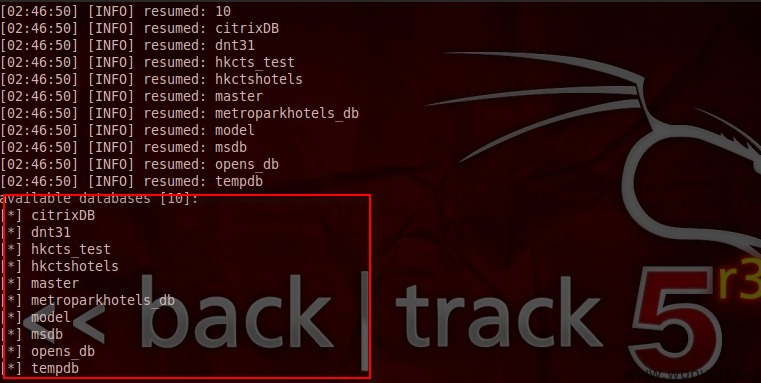 [02:46:50] [INFO] resumed: 10
[02:46:50] [INFO] resumed: citrixDB
[02:46:50] [INFO] resumed: dnt31
[02:46:50] [INFO] resumed: hkcts_test
[02:46:50] [INFO] resumed: hkctshotels
[02:46:50] [INFO] resumed: master
[02:46:50] [INFO] resumed: metroparkhotels_db
[02:46:50] [INFO] resumed: model
[02:46:50] [INFO] resumed: msdb
[02:46:50] [INFO] resumed: opens_db
[02:46:50] [INFO] resumed: tempdb
available databases [10]:
[*] citrixDB
[*] dnt31
[*] hkcts_test
[*] hkctshotels
[*] master
[*] metroparkhotels_db
[*] model
[*] msdb
[*] opens_db
[*] tempdb
<< back | track 5 r3